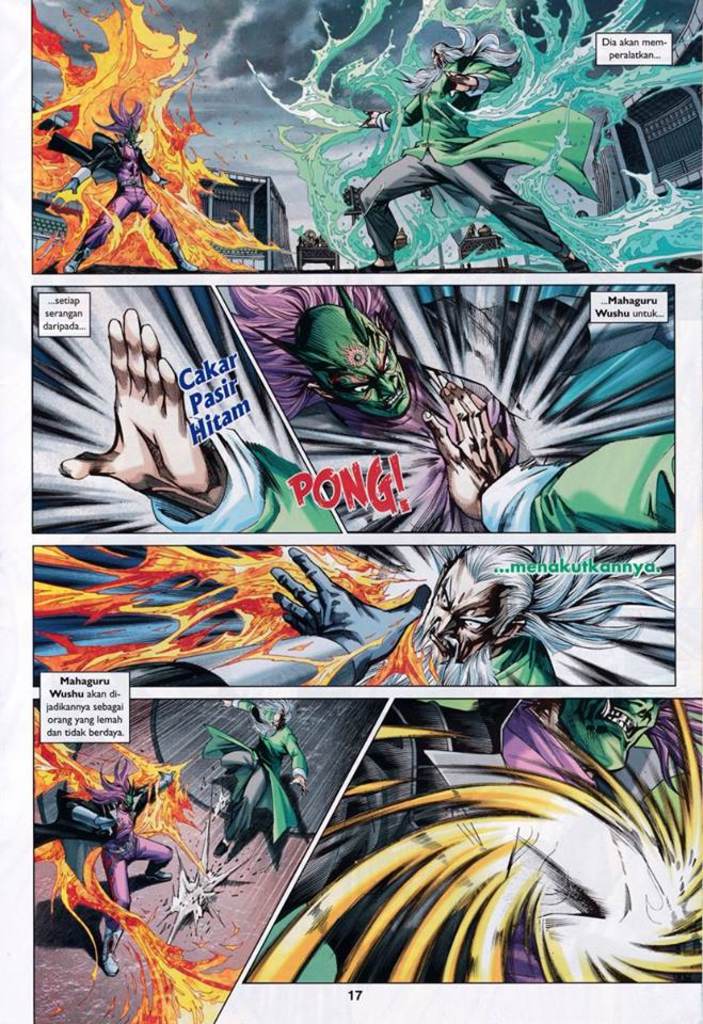 Dia akan mem-
peralatkan...
...setiap
serangan
daripada...
Cakar
Pasir
Hitam
PONG!
...Mahaguru
Wushu untuk...
...menakutkannya.
Mahaguru
Wushu akan di-
jadikannya sebagai
orang yang lemah
dan tidak berdaya.
17